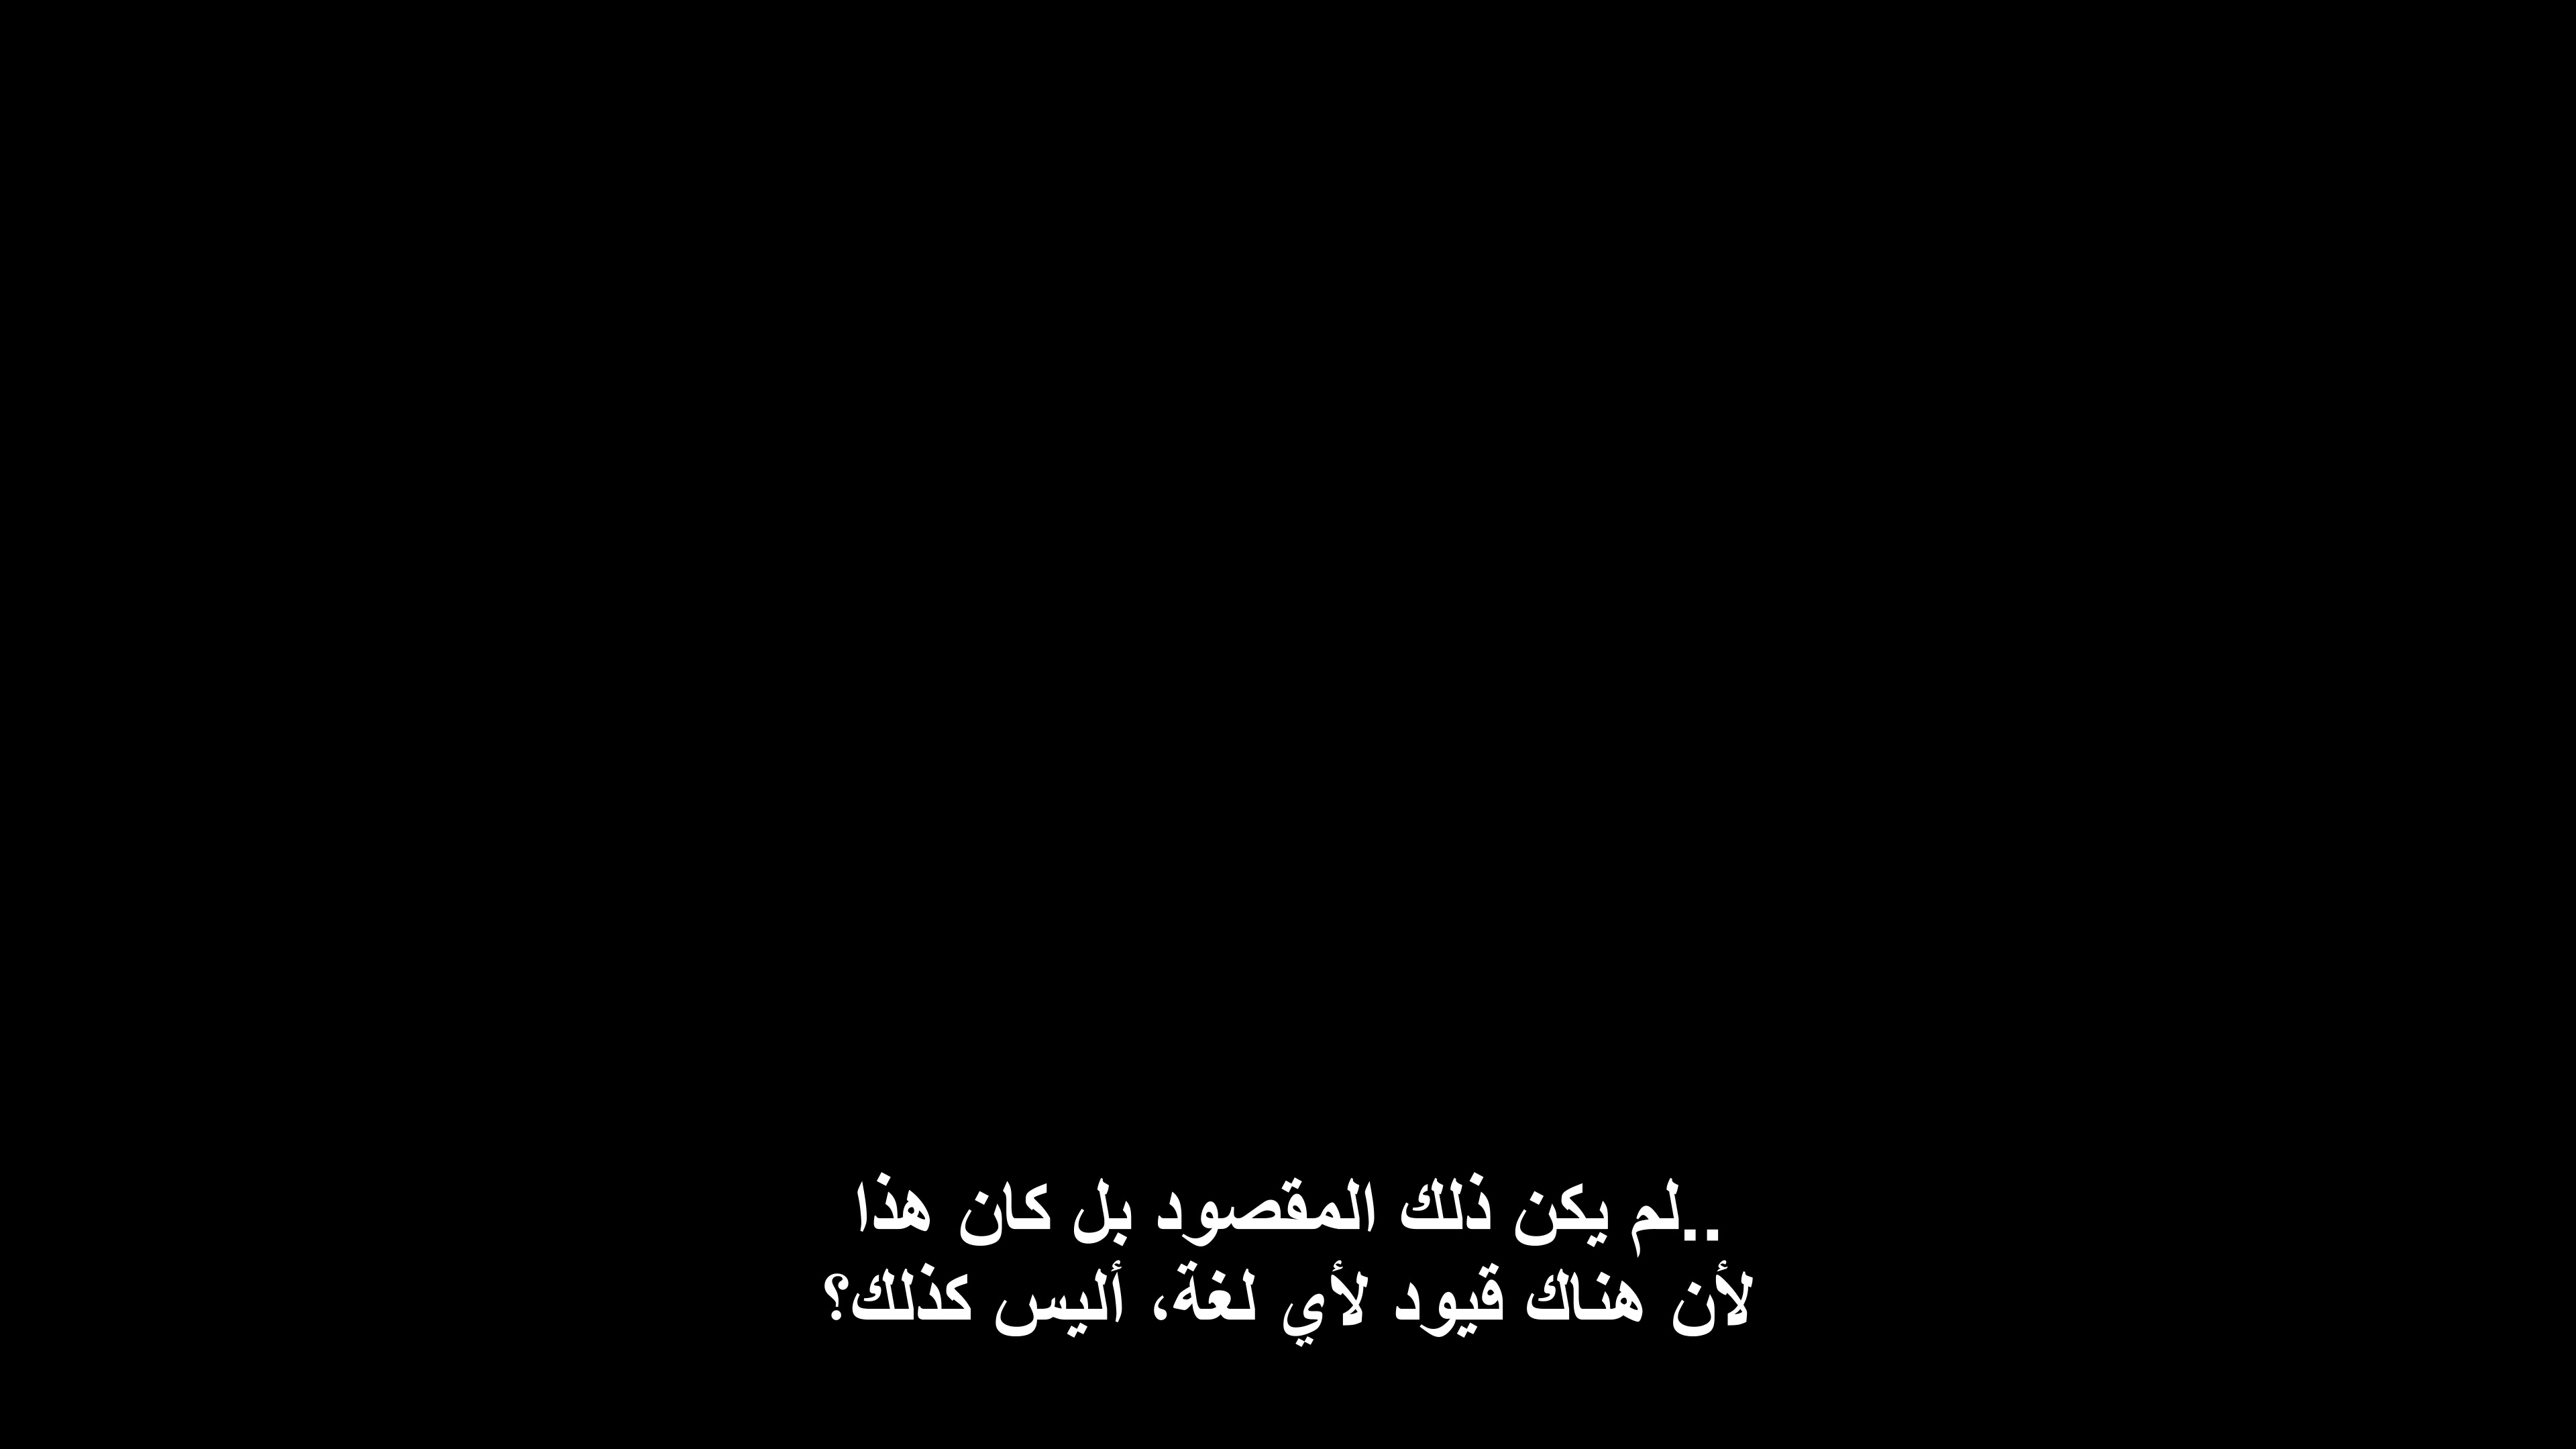 ..لم يكن ذلك المقصود بل كان هذا
لأن هناك قيود لأي لغة، أليس كذلك؟